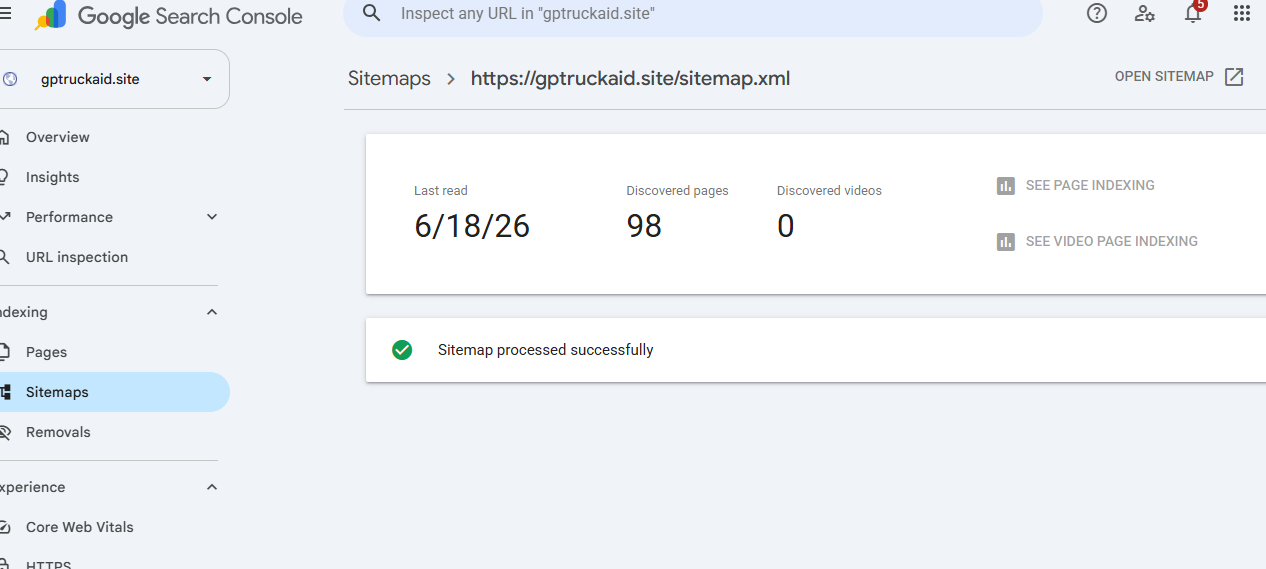 Google Search Console
Inspect any URL in "gptruckaid.site"
5
gptruckaid.site
Overview
Insights
Performance
URL inspection
ndexing
Pages
Sitemaps
Removals
xperience
Core Web Vitals
HTTPS
Sitemaps > https://gptruckaid.site/sitemap.xml
OPEN SITEMAP
Last read
6/18/26
Discovered pages
98
Discovered videos
0
SEE PAGE INDEXING
SEE VIDEO PAGE INDEXING
Sitemap processed successfully